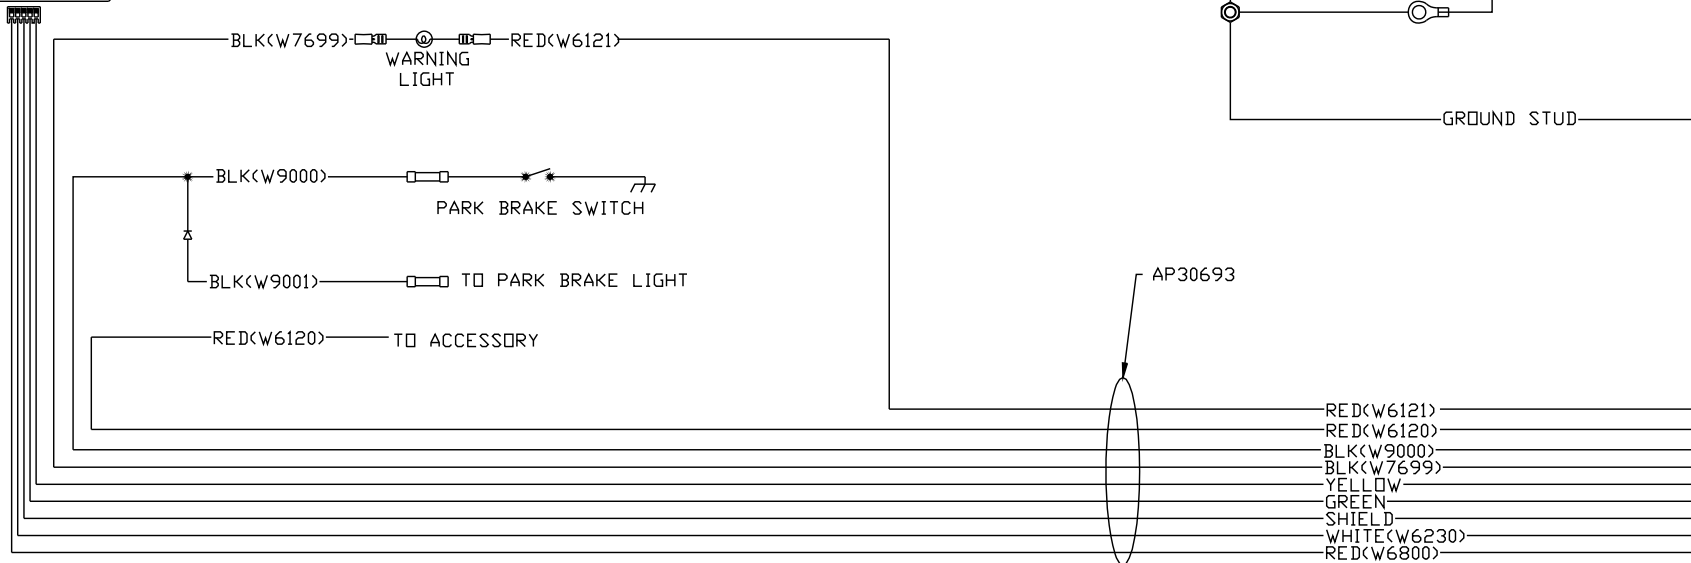 BLK(W7699)
RED(W6121)
WARNING
LIGHT
GROUND STUD
BLK(W9000)
PARK BRAKE SWITCH
BLK(W9001)
TO PARK BRAKE LIGHT
AP30693
RED(W6120)
TO ACCESSORY
RED(W6121)
RED(W6120)
BLK(W9000)
BLK(W7699)
YELLOW
GREEN
SHIELD
WHITE(W6230)
RED(W6800)